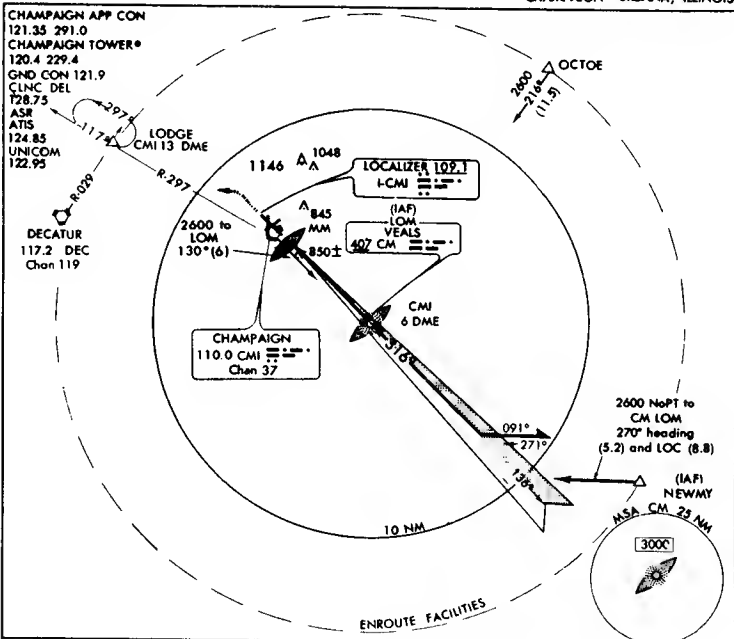 CHAMPAIGN APP CON
121.35 291.0
CHAMPAIGN TOWER
120.4 229.4
GND CON 121.9
CLNC DEL
128.75
ASR
ATIS
124.85
UNICOM
122.95
OCTOE
2600
216°
(11.5)
297°
117°
LODGE
CMI 13 DME
R-297
R-029
DECATUR
117.2 DEC
Chan 119
1146
1048
LOCALIZER 109.1
I-CMI
845
MM
850±
(IAF)
LOM
VEALS
407 CM
2600 to
LOM
130° (6)
CMI
6 DME
CHAMPAIGN
110.0 CMI
Chan 37
316°
091°
271°
136°
2600 NoPT to
CM LOM
270° heading
(5.2) and LOC (8.8)
(IAF)
NEWMY
10 NM
MSA CM 25 NM
3000
ENROUTE FACILITIES